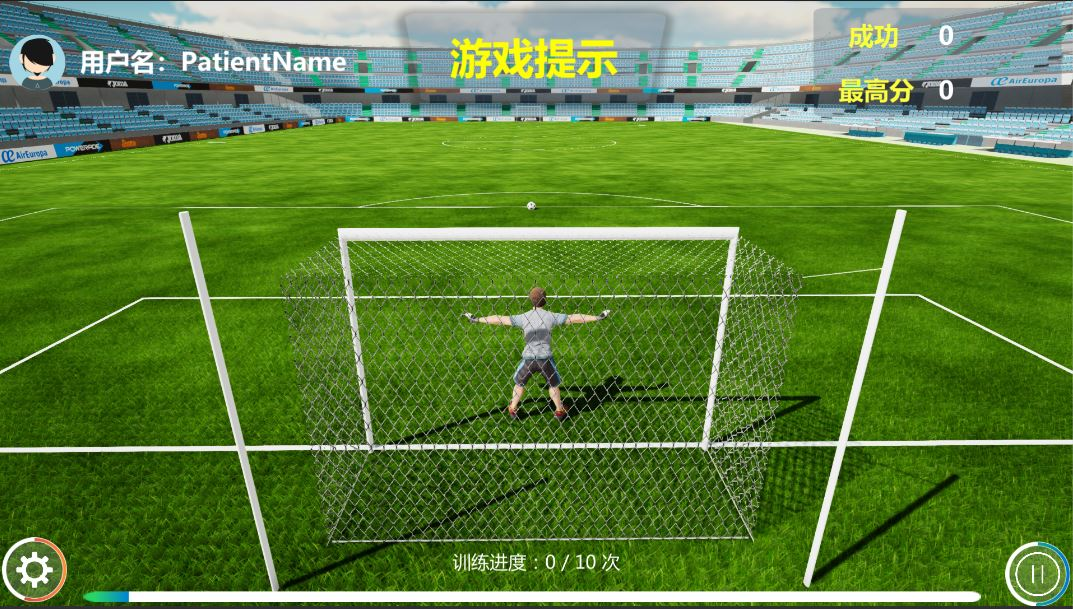 用户名：PatientName
游戏提示
成功 0
最高分 0
AirEuropa
AirEuropa
POWERADE
训练进度：0 / 10 次